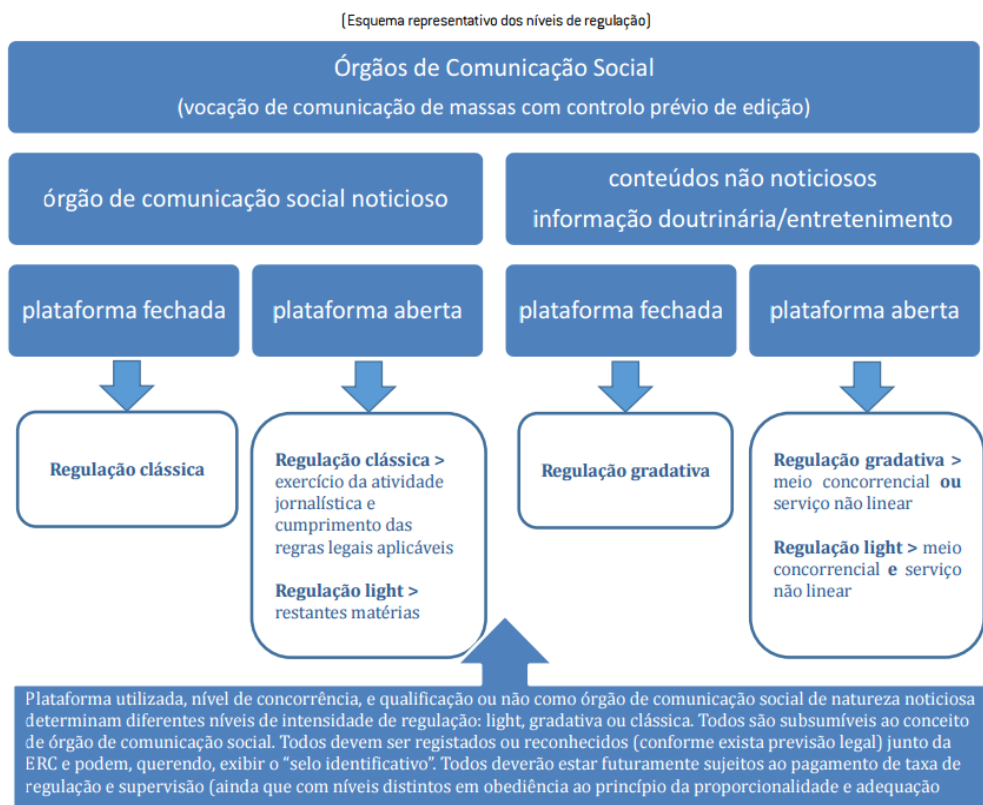 (Esquema representativo dos níveis de regulação)
Órgãos de Comunicação Social
(vocação de comunicação de massas com controlo prévio de edição)
órgão de comunicação social noticioso
conteúdos não noticiosos
informação doutrinária/entretenimento
plataforma fechada
plataforma aberta
plataforma fechada
plataforma aberta
Regulação clássica
Regulação clássica >
exercício da atividade
jornalística e
cumprimento das
regras legais aplicáveis
Regulação light >
restantes matérias
Regulação gradativa
Regulação gradativa >
meio concorrencial ou
serviço não linear
Regulação light > meio
concorrencial e serviço
não linear
Plataforma utilizada, nível de concorrência, e qualificação ou não como órgão de comunicação social de natureza noticiosa
determinam diferentes níveis de intensidade de regulação: light, gradativa ou clássica. Todos são subsumíveis ao conceito
de órgão de comunicação social. Todos devem ser registados ou reconhecidos (conforme exista previsão legal) junto da
ERC e podem, querendo, exibir o “selo identificativo”. Todos deverão estar futuramente sujeitos ao pagamento de taxa de
regulação e supervisão (ainda que com níveis distintos em obediência ao princípio da proporcionalidade e adequação